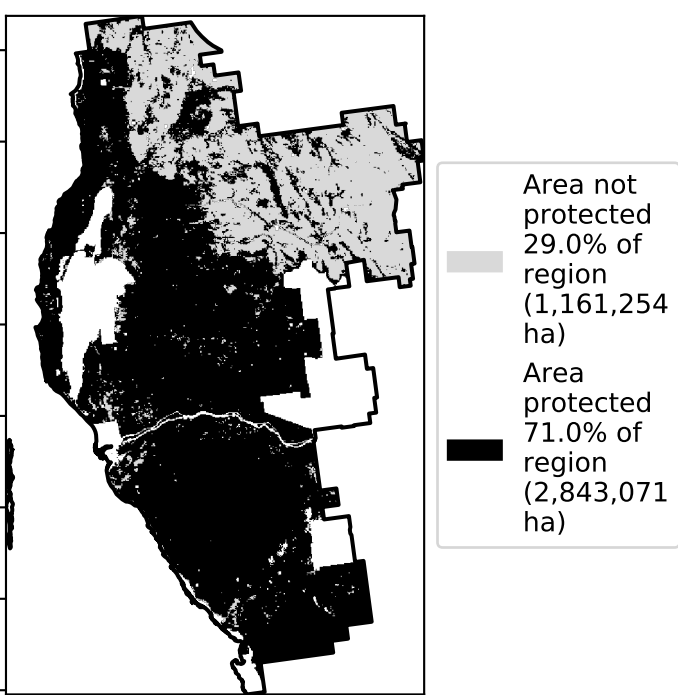 Area not
protected
29.0% of
region
(1,161,254
ha)
Area
protected
71.0% of
region
(2,843,071
ha)